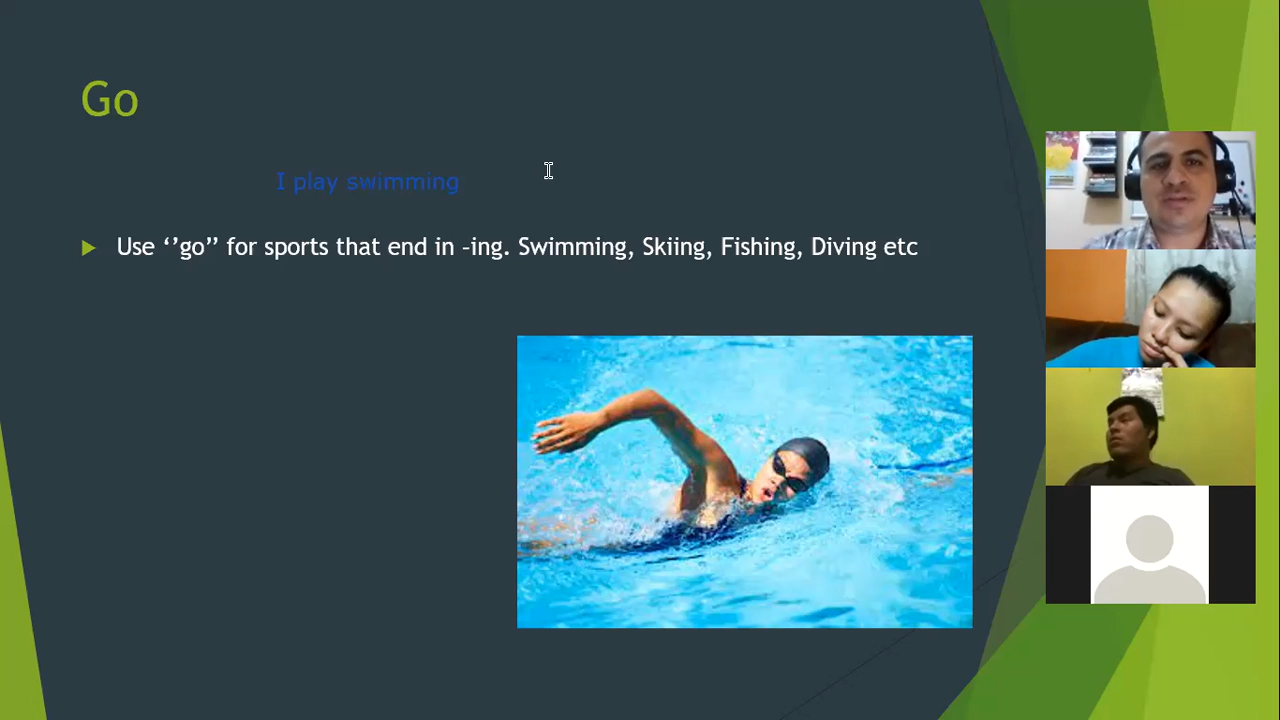 Go
I play swimming
Use ‘’go’’ for sports that end in –ing. Swimming, Skiing, Fishing, Diving etc